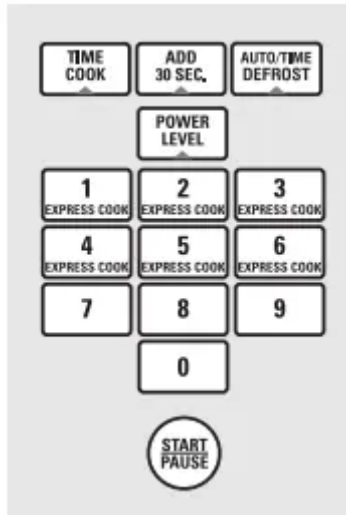 TIME ADD AUTO/TIME
COOK 30 SEC. DEFROST
POWER
LEVEL
1 2 3
EXPRESS COOK EXPRESS COOK EXPRESS COOK
4 5 6
EXPRESS COOK EXPRESS COOK EXPRESS COOK
7 8 9
0
START
PAUSE